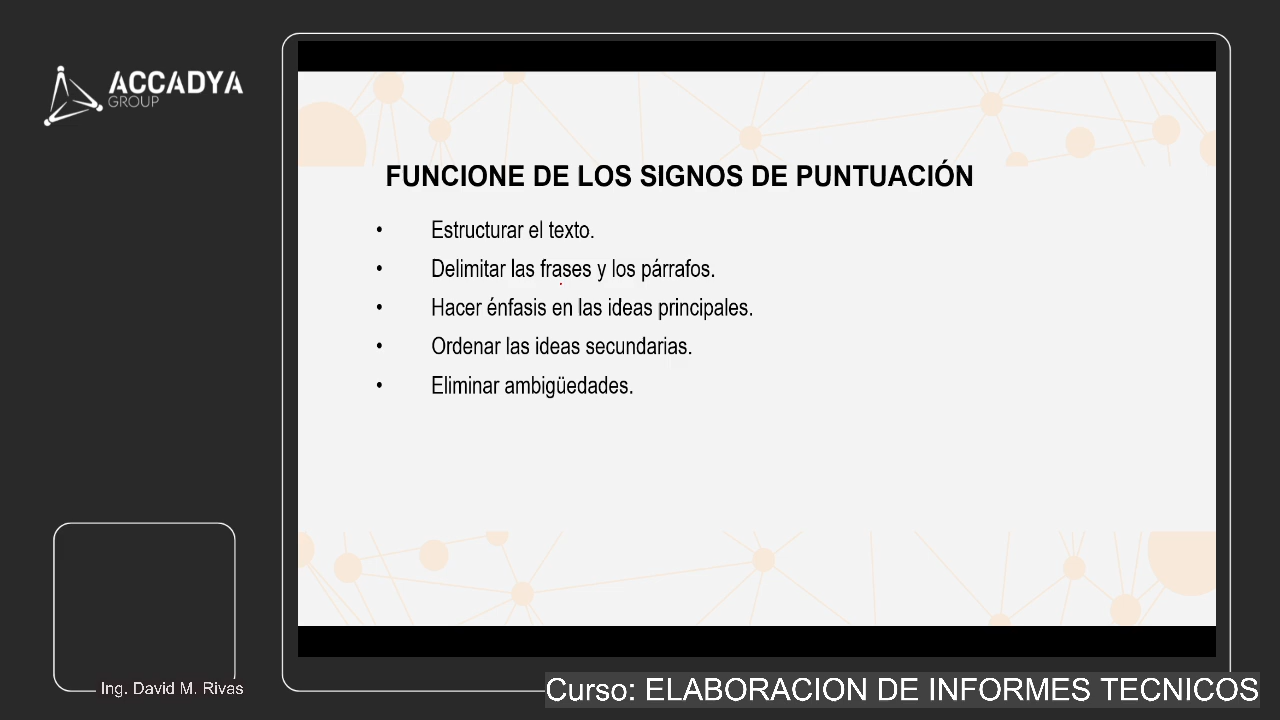 ACCADYA
GROUP
FUNCIONE DE LOS SIGNOS DE PUNTUACIÓN
• Estructurar el texto.
• Delimitar las frases y los párrafos.
• Hacer énfasis en las ideas principales.
• Ordenar las ideas secundarias.
• Eliminar ambigüedades.
Ing. David M. Rivas
Curso: ELABORACION DE INFORMES TECNICOS